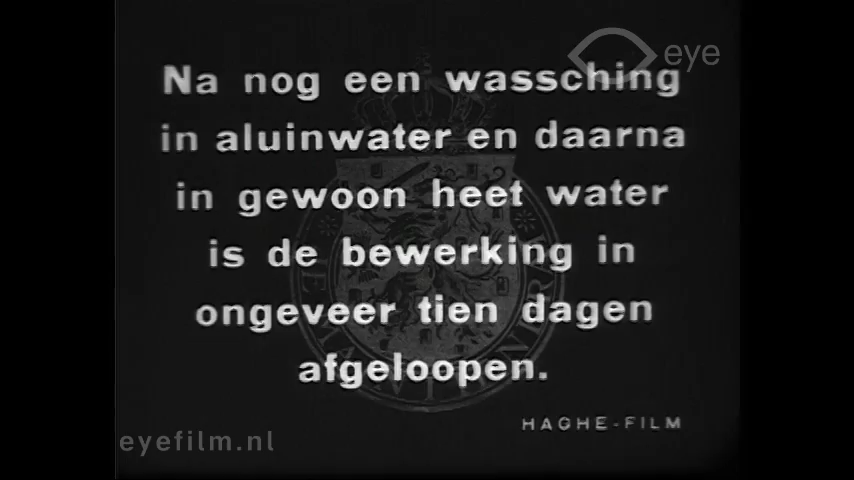 eye
Na nog een wassching
in aluinwater en daarna
in gewoon heet water
is de bewerking in
ongeveer tien dagen
afgeloopen.
HAGHE-FILM
eyefilm.nl